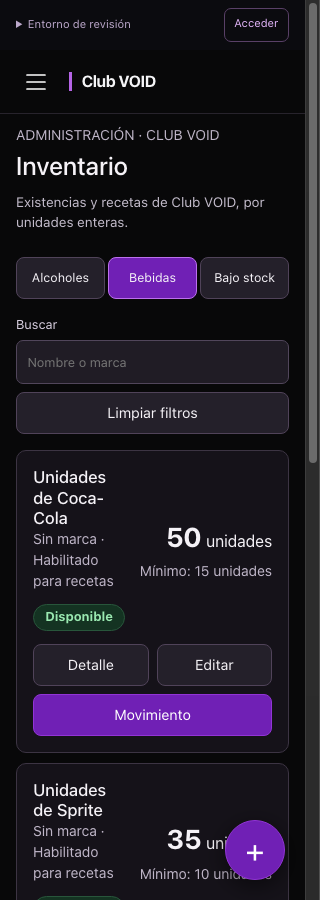 Entorno de revisión
Acceder
Club VOID
ADMINISTRACIÓN · CLUB VOID
Inventario
Existencias y recetas de Club VOID, por
unidades enteras.
Alcoholes
Bebidas
Bajo stock
Buscar
Nombre o marca
Limpiar filtros
Unidades
de Coca-
Cola
Sin marca ·
Habilitado
para recetas
50 unidades
Mínimo: 15 unidades
Disponible
Detalle
Editar
Movimiento
Unidades
de Sprite
Sin marca ·
Habilitado
para recetas
35
Mínimo: 10 unidades
+